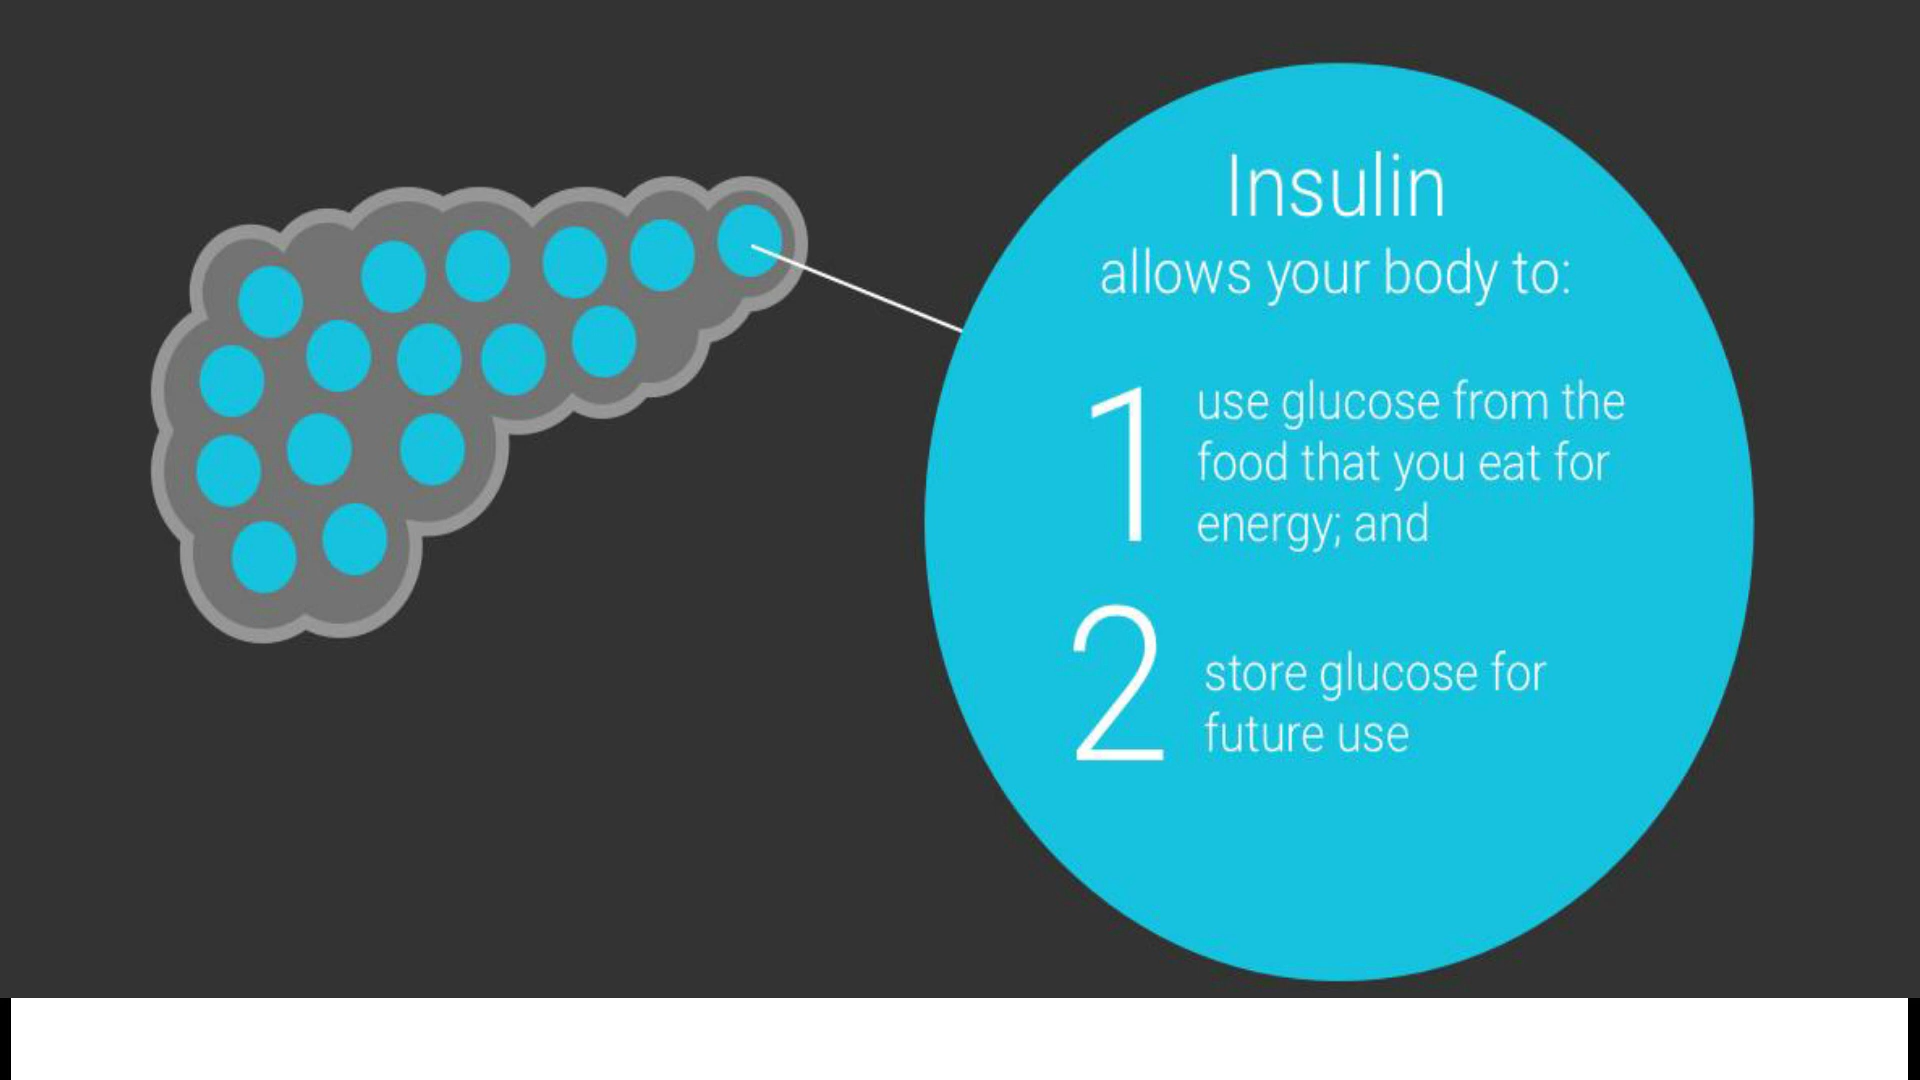 Insulin
allows your body to:
1
use glucose from the
food that you eat for
energy; and
2
store glucose for
future use